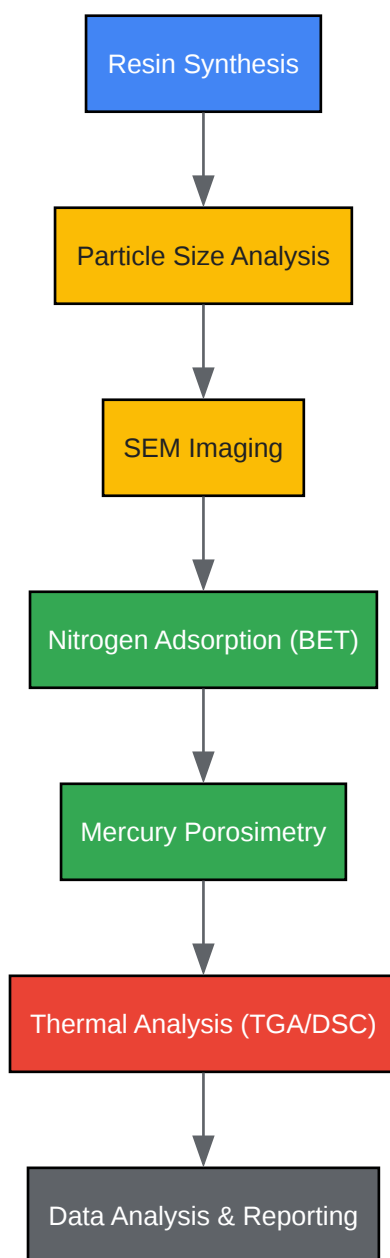 Resin Synthesis
Particle Size Analysis
SEM Imaging
Nitrogen Adsorption (BET)
Mercury Porosimetry
Thermal Analysis (TGA/DSC)
Data Analysis & Reporting